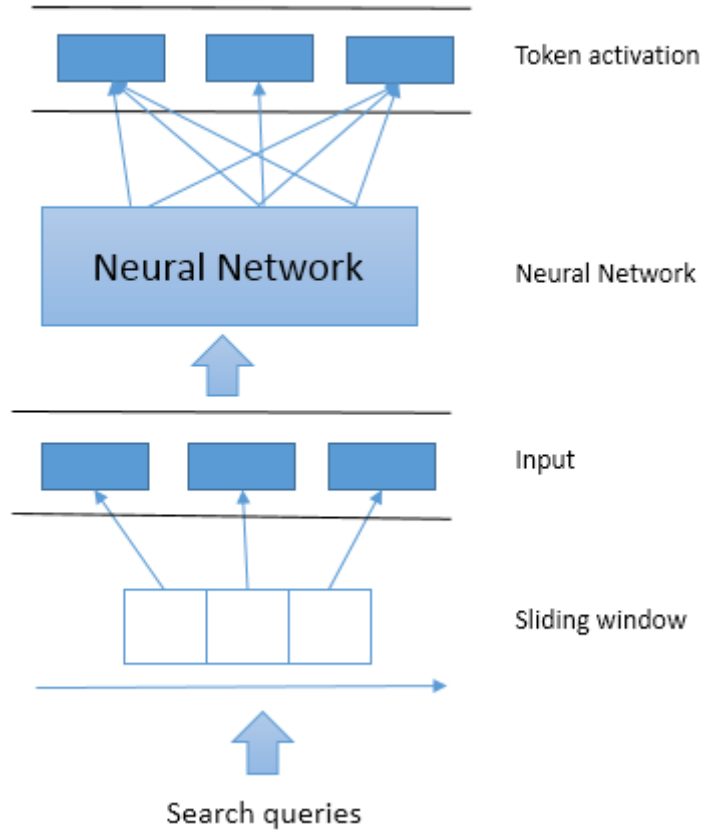 Token activation
Neural Network
Neural Network
Input
Sliding window
Search queries